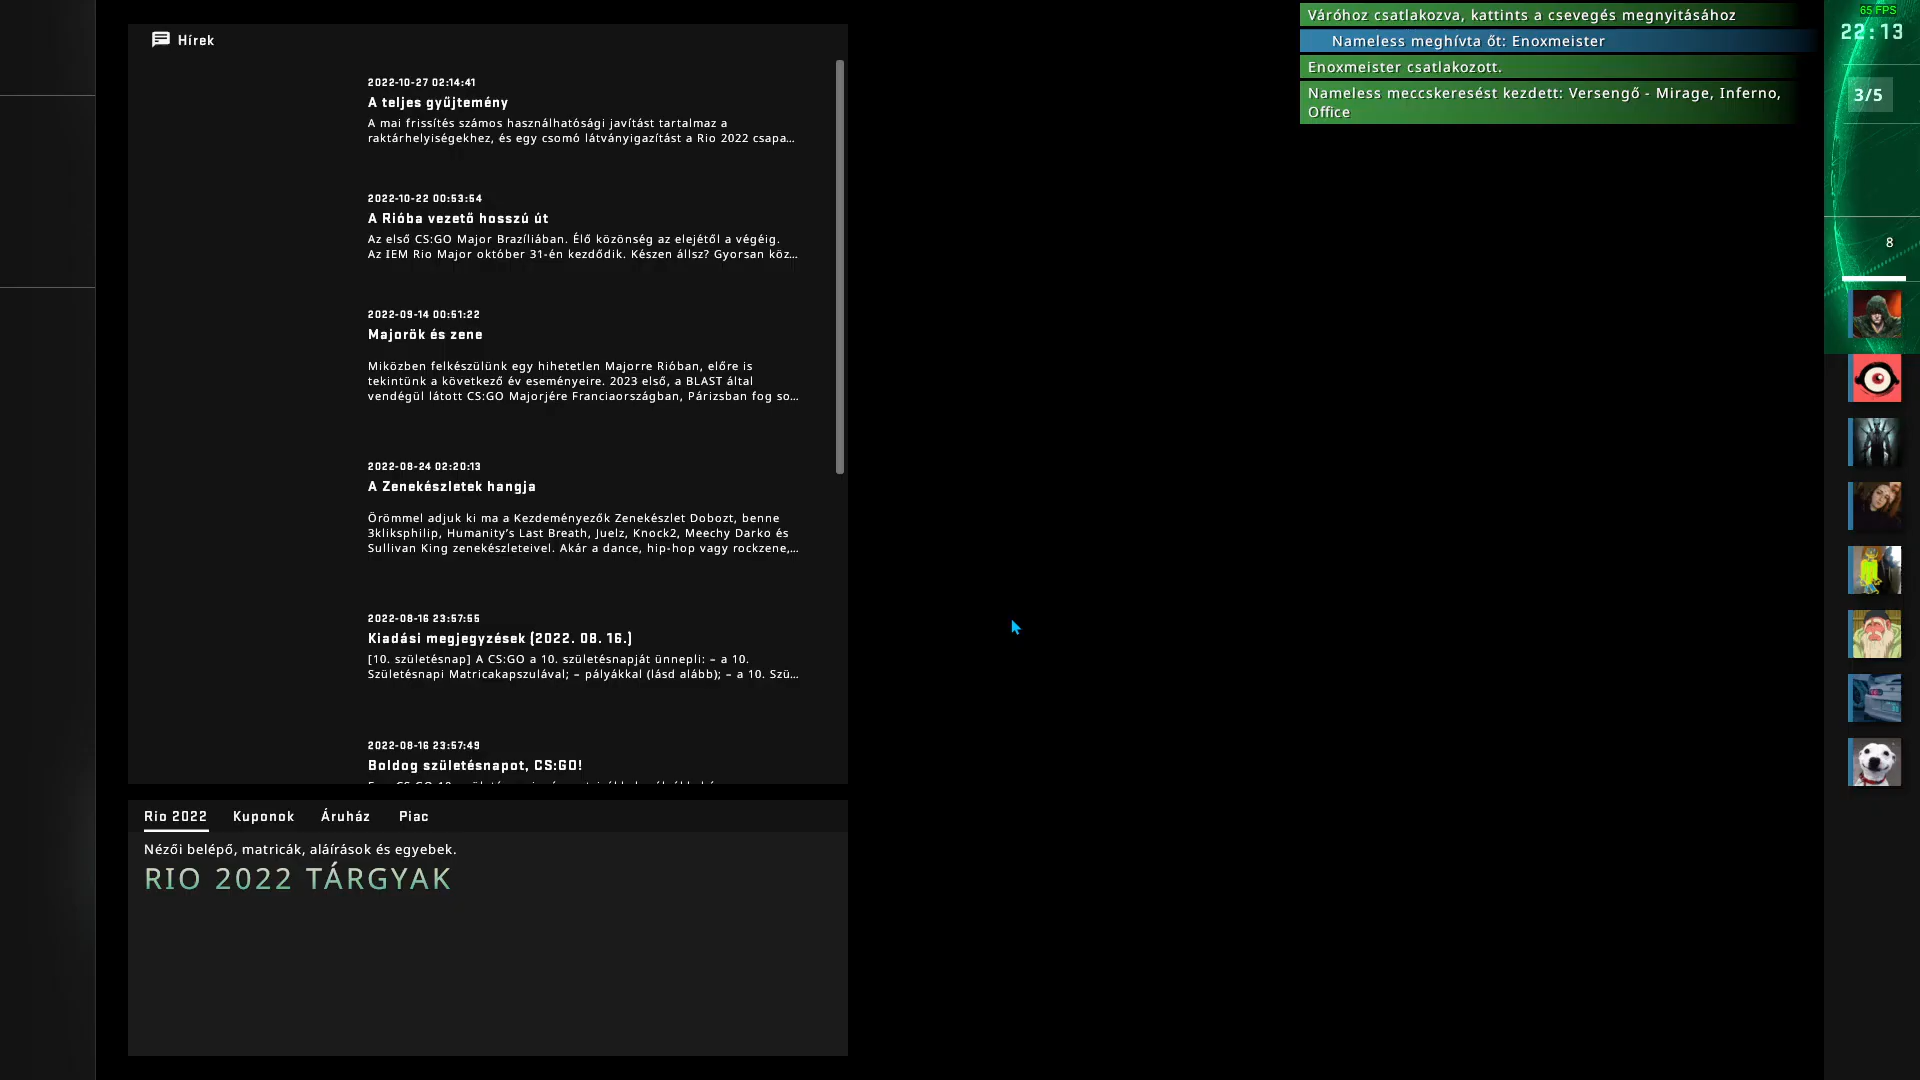 Hírek
2022-10-27 02:14:41
A teljes gyűjtemény
A mai frissítés számos használhatósági javítást tartalmaz a
raktárhelyiségekhez, és egy csomó látványigazítást a Rio 2022 csapa…
2022-10-22 00:53:54
A Rióba vezető hosszú út
Az első CS:GO Major Brazíliában. Élő közönség az elejétől a végéig.
Az IEM Rio Major október 31-én kezdődik. Készen állsz? Gyorsan köz…
2022-09-14 00:51:22
Majorök és zene
Miközben felkészülünk egy hihetetlen Majorre Rióban, előre is
tekintünk a következő év eseményeire. 2023 első, a BLAST által
vendégül látott CS:GO Majorjére Franciaországban, Párizsban fog so…
2022-08-24 02:20:13
A Zenekészletek hangja
Örömmel adjuk ki ma a Kezdeményezők Zenekészlet Dobozt, benne
3kliksphilip, Humanity’s Last Breath, Juelz, Knock2, Meechy Darko és
Sullivan King zenekészleteivel. Akár a dance, hip-hop vagy rockzene,…
2022-08-16 23:57:55
Kiadási megjegyzések (2022. 08. 16.)
[10. születésnap] A CS:GO a 10. születésnapját ünnepli: – a 10.
Születésnapi Matricakapszulával; – pályákkal (lásd alább); – a 10. Szü…
2022-08-16 23:57:49
Boldog születésnapot, CS:GO!
Rio 2022 Kuponok Áruház Piac
Nézői belépő, matricák, aláírások és egyebek.
RIO 2022 TÁRGYAK
Váróhoz csatlakozva, kattints a csevegés megnyitásához
Nameless meghívta őt: Enoxmeister
Enoxmeister csatlakozott.
Nameless meccskeresést kezdett: Versengő - Mirage, Inferno,
Office
65 FPS
22:13
3/5
8